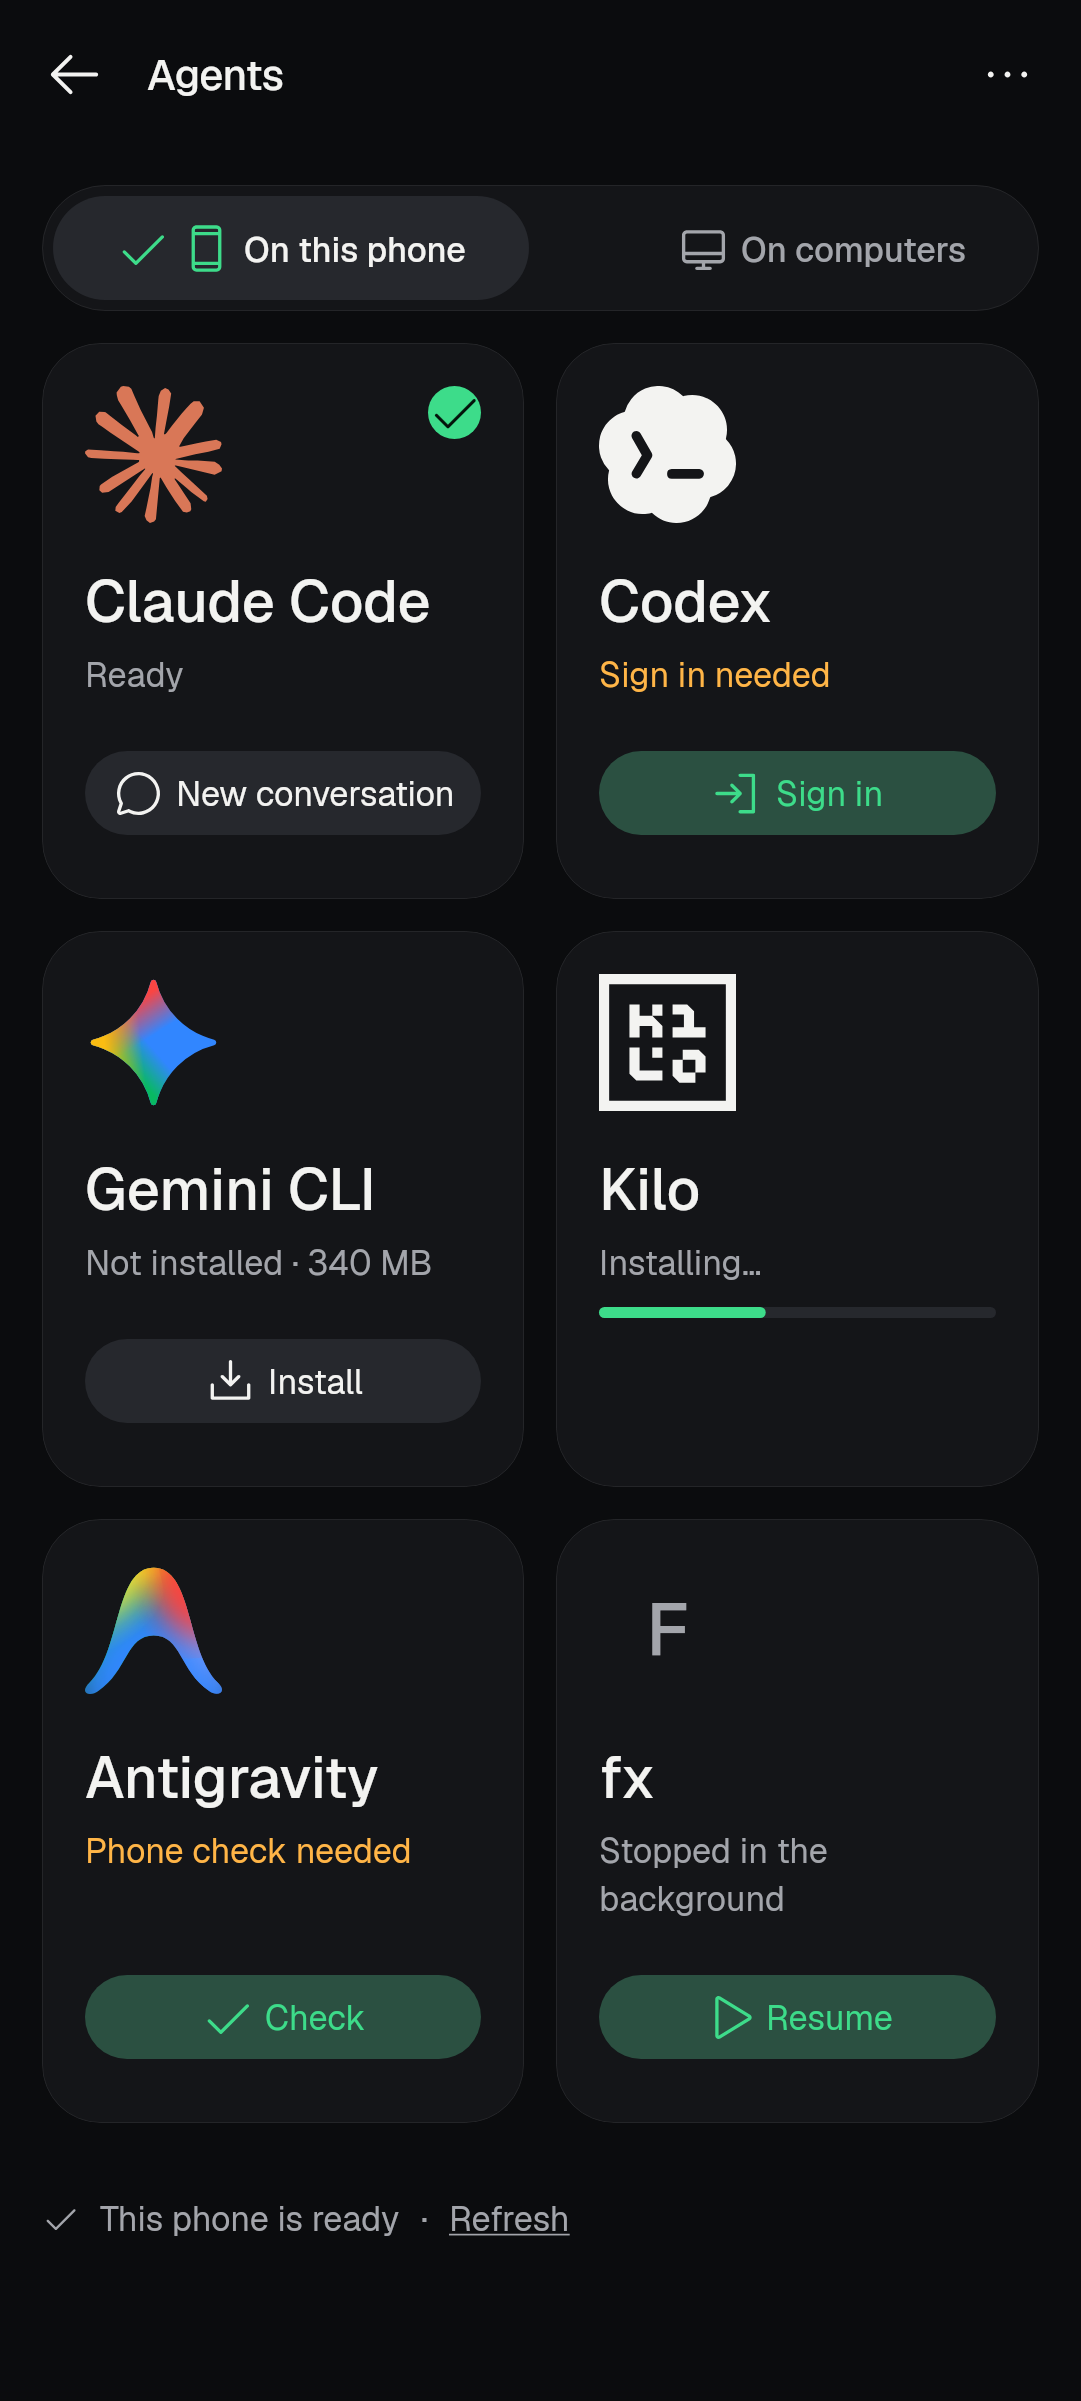 Agents
On this phone
On computers
Claude Code
Ready
New conversation
Codex
Sign in needed
Sign in
Gemini CLI
Not installed · 340 MB
Install
K1
LO
Kilo
Installing…
Antigravity
Phone check needed
Check
F
fx
Stopped in the
background
Resume
This phone is ready · Refresh